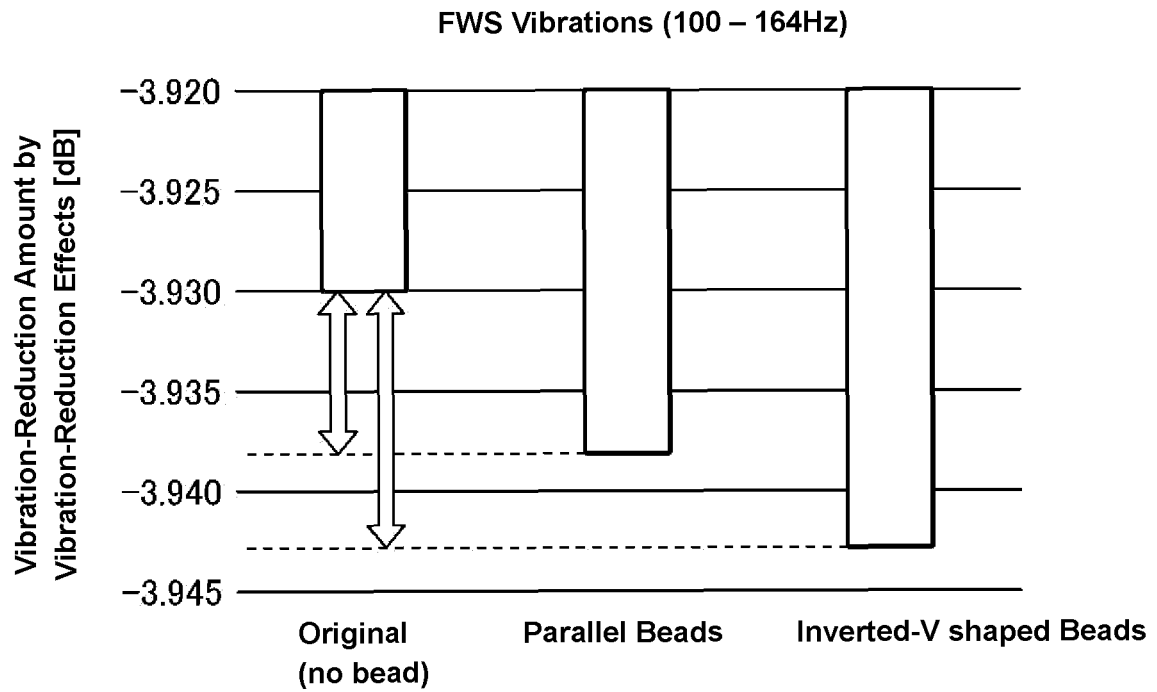 FWS Vibrations (100 – 164Hz)
Vibration-Reduction Amount by
Vibration-Reduction Effects [dB]
−3.920
−3.925
−3.930
−3.935
−3.940
−3.945
Original
(no bead)
Parallel Beads
Inverted-V shaped Beads